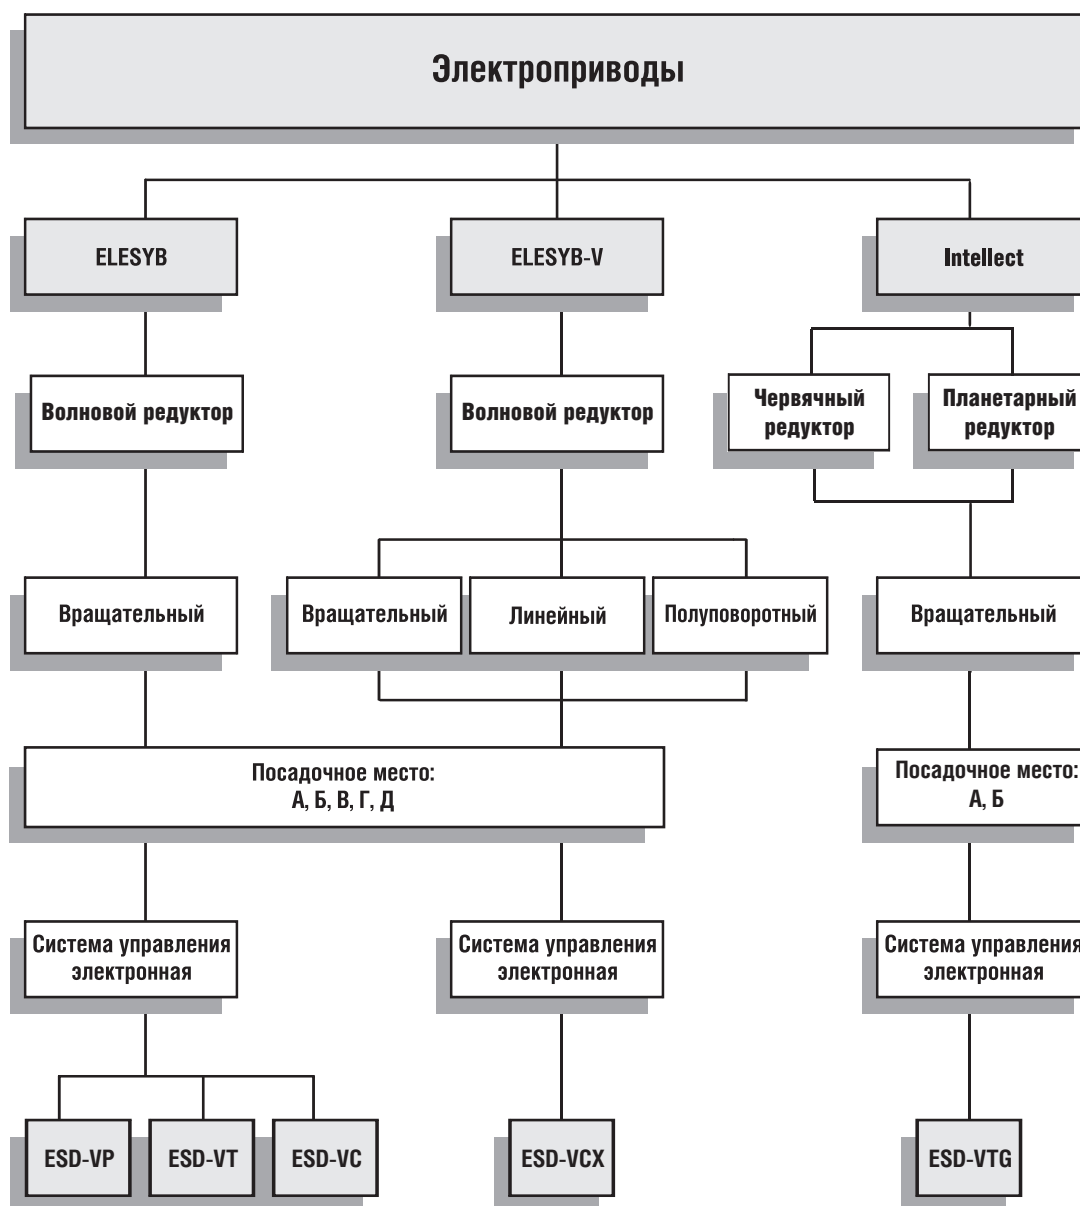 Электроприводы
ELESYB
ELESYB-V
Intellect
Волновой редуктор
Волновой редуктор
Червячный
редуктор
Планетарный
редуктор
Вращательный
Вращательный
Линейный
Полуповоротный
Вращательный
Посадочное место:
А, Б, В, Г, Д
Посадочное место:
А, Б
Система управления
электронная
Система управления
электронная
Система управления
электронная
ESD-VP
ESD-VT
ESD-VC
ESD-VCX
ESD-VTG